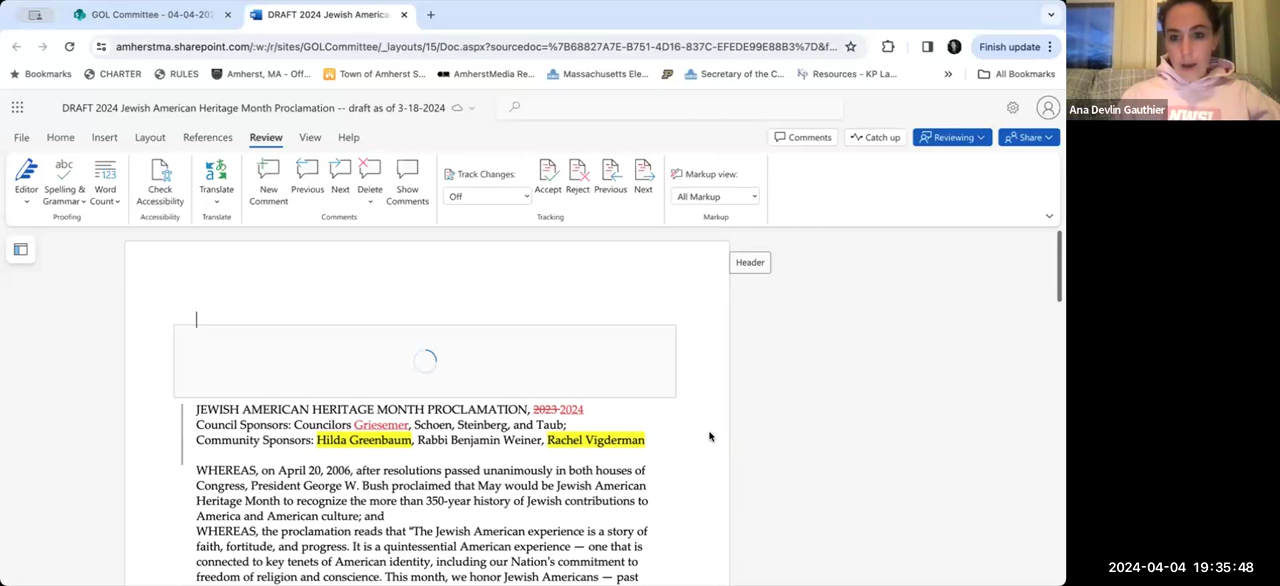 GOL Committee - 04-04-202
DRAFT 2024 Jewish America
amherstma.sharepoint.com/:w:/r/sites/GOLCommittee/_layouts/15/Doc.aspx?sourcedoc=%7B68827A7E-B751-4D16-837C-EFEDE99E88B3%7D&f...
Finish update
Bookmarks
CHARTER
RULES
Amherst, MA - Off...
Town of Amherst S...
AmherstMedia Re...
Massachusetts Ele...
Secretary of the C...
Resources - KP La...
»
All Bookmarks
DRAFT 2024 Jewish American Heritage Month Proclamation -- draft as of 3-18-2024
File Home Insert Layout References Review View Help
Comments
Catch up
Reviewing
Share
Editor
Spelling & Grammar
Word Count
Check Accessibility
Translate
New Comment
Previous
Next
Delete
Show Comments
Track Changes:
Off
Accept
Reject
Previous
Next
Markup view:
All Markup
Proofing
Accessibility
Translate
Comments
Tracking
Markup
Header
JEWISH AMERICAN HERITAGE MONTH PROCLAMATION, 2023 2024
Council Sponsors: Councilors Griesemer, Schoen, Steinberg, and Taub;
Community Sponsors: Hilda Greenbaum, Rabbi Benjamin Weiner, Rachel Vigderman
WHEREAS, on April 20, 2006, after resolutions passed unanimously in both houses of
Congress, President George W. Bush proclaimed that May would be Jewish American
Heritage Month to recognize the more than 350-year history of Jewish contributions to
America and American culture; and
WHEREAS, the proclamation reads that "The Jewish American experience is a story of
faith, fortitude, and progress. It is a quintessential American experience — one that is
connected to key tenets of American identity, including our Nation's commitment to
freedom of religion and conscience. This month, we honor Jewish Americans — past
Ana Devlin Gauthier
2024-04-04 19:35:48